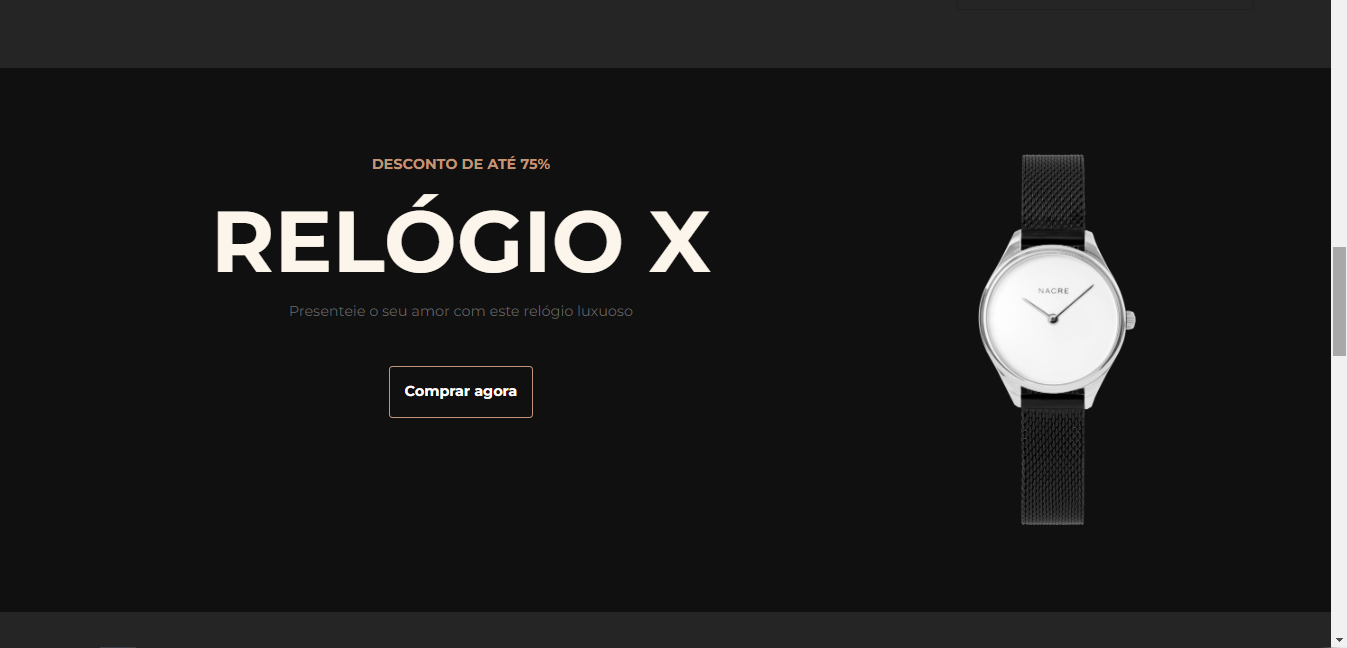 DESCONTO DE ATÉ 75%
RELÓGIO X
Presenteie o seu amor com este relógio luxuoso
Comprar agora
NACRE